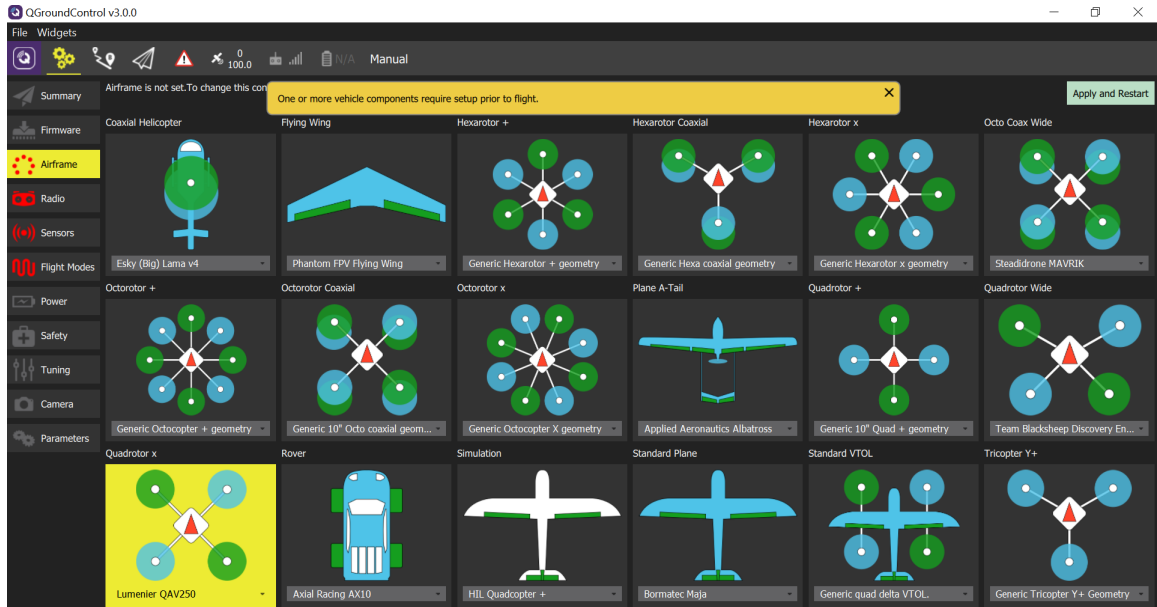 QGroundControl v3.0.0
File Widgets
0
100.0
N/A
Manual
Summary
Firmware
Airframe
Radio
Sensors
Flight Modes
Power
Safety
Tuning
Camera
Parameters
Airframe is not set.To change this con
One or more vehicle components require setup prior to flight.
Apply and Restart
Coaxial Helicopter
Flying Wing
Hexarotor +
Hexarotor Coaxial
Hexarotor x
Octo Coax Wide
Esky (Big) Lama v4
Phantom FPV Flying Wing
Generic Hexarotor + geometry
Generic Hexa coaxial geometry
Generic Hexarotor x geometry
Steadidrone MAVRIK
Octorotor +
Octorotor Coaxial
Octorotor x
Plane A-Tail
Quadrotor +
Quadrotor Wide
Generic Octocopter + geometry
Generic 10" Octo coaxial geom...
Generic Octocopter X geometry
Applied Aeronautics Albatross
Generic 10" Quad + geometry
Team Blacksheep Discovery En...
Quadrotor x
Rover
Simulation
Standard Plane
Standard VTOL
Tricopter Y+
Lumenier QAV250
Axial Racing AX10
HIL Quadcopter +
Bormatec Maja
Generic quad delta VTOL.
Generic Tricopter Y+ Geometry